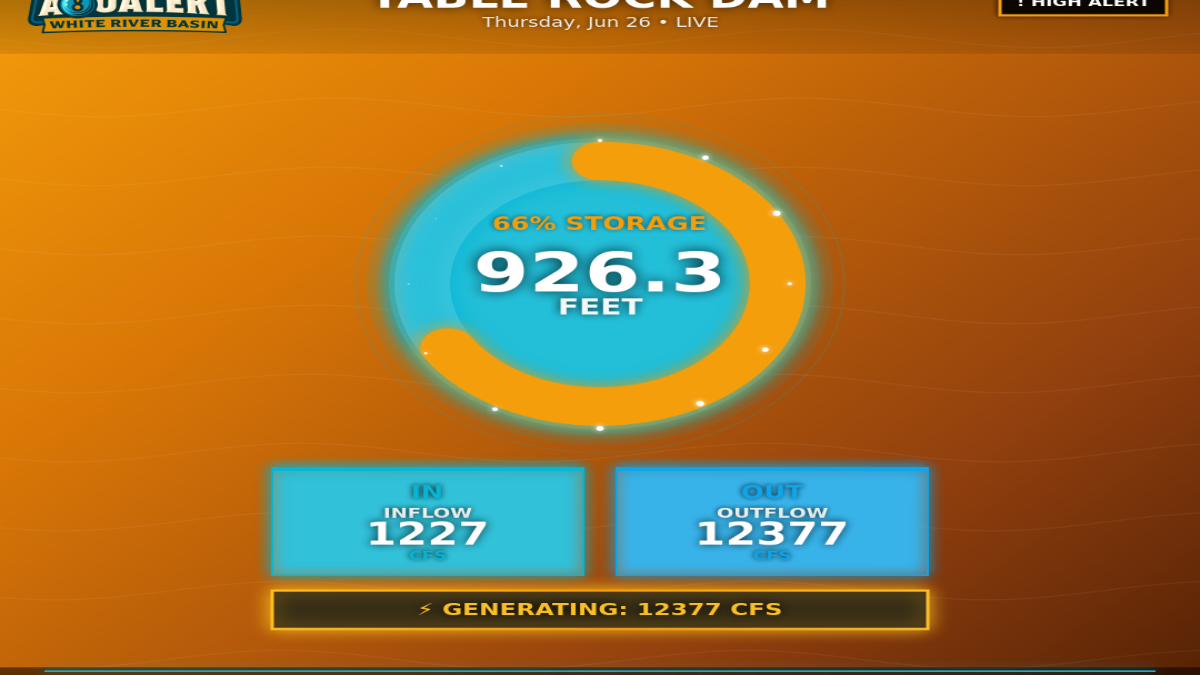 AQUALERT
WHITE RIVER BASIN
TABLE ROCK DAM
Thursday, Jun 26 • LIVE
! HIGH ALERT
66% STORAGE
926.3
FEET
IN
INFLOW
1227
CFS
OUT
OUTFLOW
12377
CFS
⚡ GENERATING: 12377 CFS